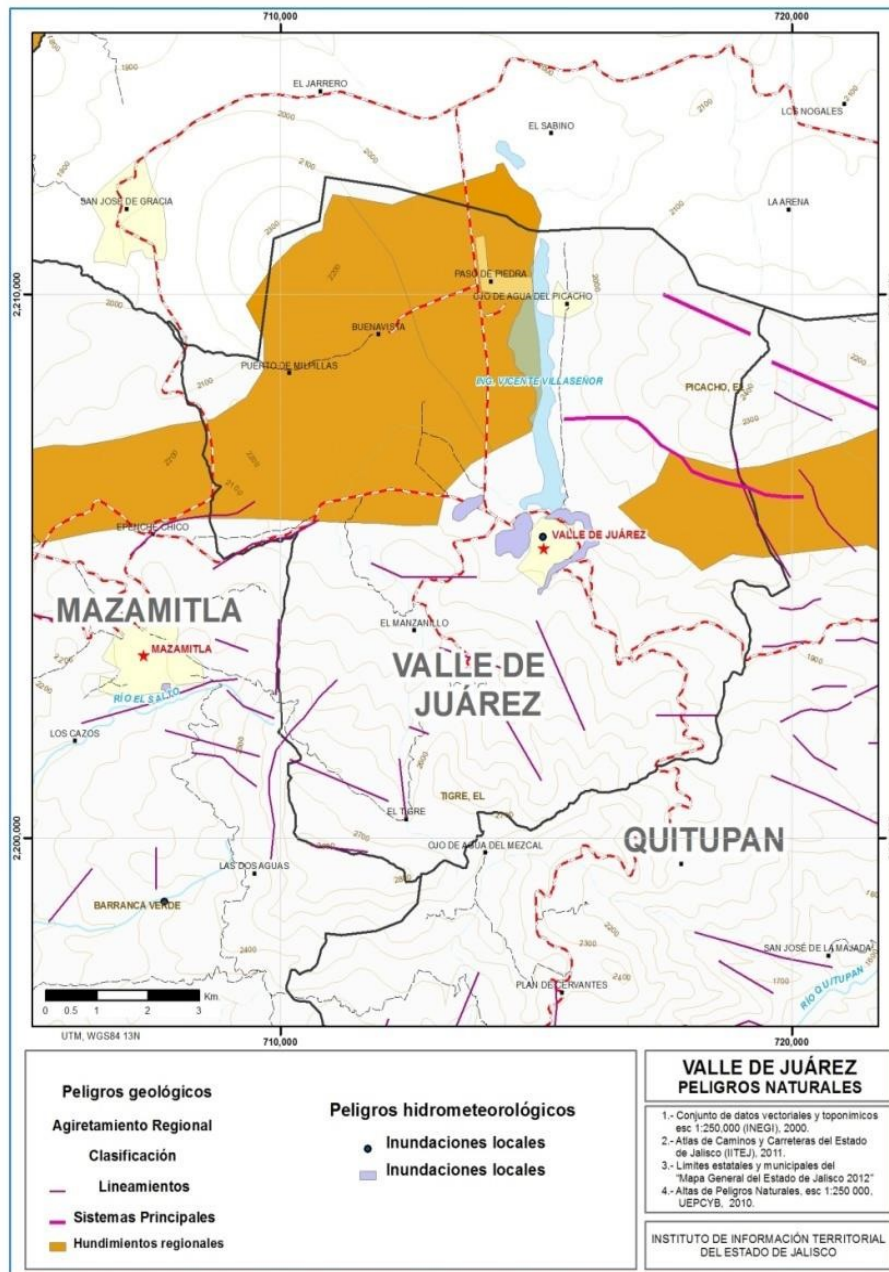 710,000
720,000
EL JARRERO
LOS NOGALES
EL SABINO
SAN JOSE DE GRACIA
LA ARENA
2,210,000
PASO DE PIEDRA
OJO DE AGUA DEL PICACHO
BUENAVISTA
PUERTO DE MILPILLAS
ING. VICENTE VILLASEÑOR
PICACHO, EL
EPENCHE CHICO
VALLE DE JUÁREZ
MAZAMITLA
EL MANZANILLO
MAZAMITLA
VALLE DE
JUÁREZ
RÍO EL SALTO
LOS CAZOS
EL TIGRE
TIGRE, EL
2,200,000
OJO DE AGUA DEL MEZCAL
QUITUPAN
LAS DOS AGUAS
BARRANCA VERDE
SAN JOSÉ DE LA MAJADA
PLAN DE CERVANTES
RÍO QUITUPAN
Km
0 0.5 1 2 3
UTM, WGS84 13N
710,000
720,000
Peligros geológicos
Agiretamiento Regional
Clasificación
Lineamientos
Sistemas Principales
Hundimientos regionales
Peligros hidrometeorológicos
Inundaciones locales
Inundaciones locales
VALLE DE JUÁREZ
PELIGROS NATURALES
1.- Conjunto de datos vectoriales y toponimicos
esc 1:250,000 (INEGI), 2000.
2.- Atlas de Caminos y Carreteras del Estado
de Jalisco (IITEJ), 2011.
3.- Limites estatales y municipales del
"Mapa General del Estado de Jalisco 2012"
4.- Altas de Peligros Naturales, esc 1:250 000,
UEPCYB, 2010.
INSTITUTO DE INFORMACIÓN TERRITORIAL
DEL ESTADO DE JALISCO